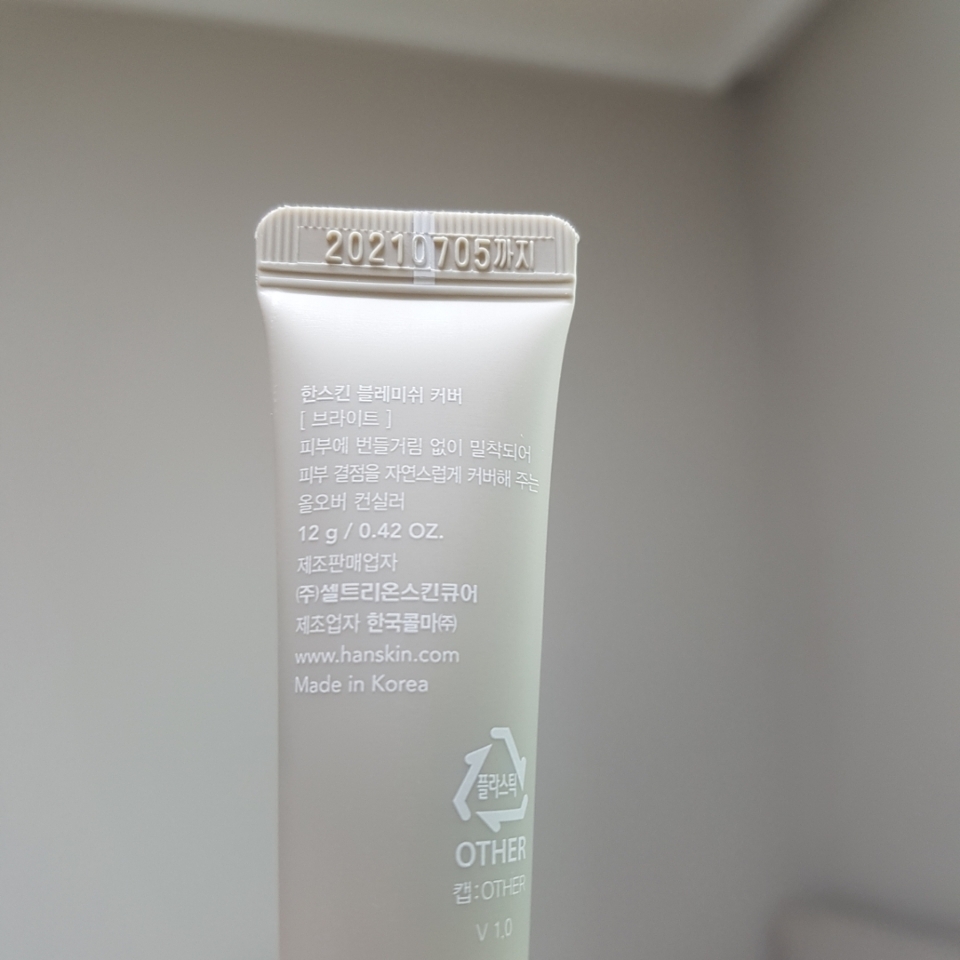 20210705까지
한스킨 블레미쉬 커버
[ 브라이트 ]
피부에 번들거림 없이 밀착되어
피부 결점을 자연스럽게 커버해 주는
올오버 컨실러
12 g / 0.42 OZ.
제조판매업자
(주)셀트리온스킨큐어
제조업자 한국콜마㈜
www.hanskin.com
Made in Korea
플라스틱
OTHER
캡:OTHER
V 1.0